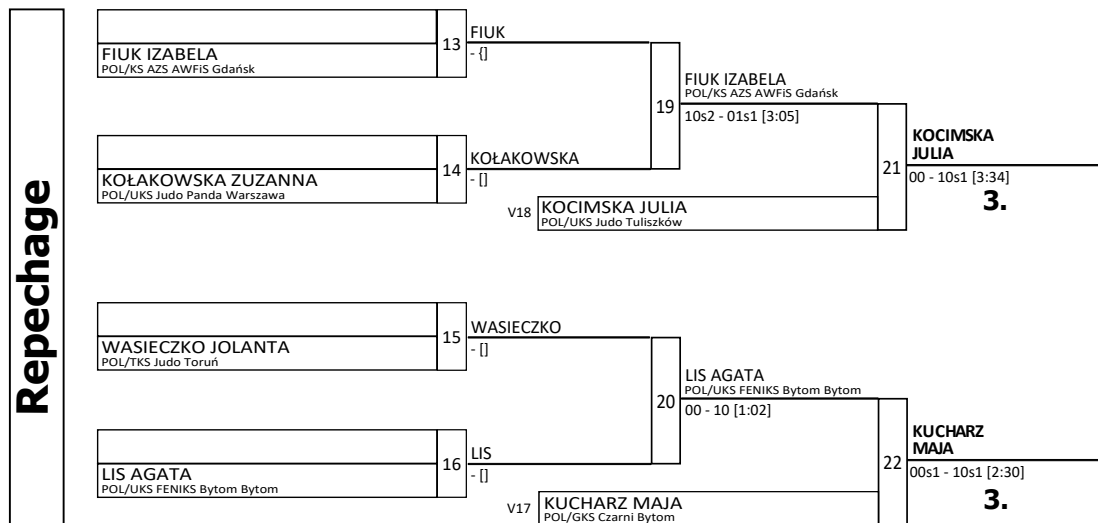 Repechage
FIUK IZABELA
POL/KS AZS AWFiS Gdańsk
13
FIUK
- {]
KOŁAKOWSKA ZUZANNA
POL/UKS Judo Panda Warszawa
14
KOŁAKOWSKA
- []
19
FIUK IZABELA
POL/KS AZS AWFiS Gdańsk
10s2 - 01s1 [3:05]
V18
KOCIMSKA JULIA
POL/UKS Judo Tuliszków
21
KOCIMSKA
JULIA
00 - 10s1 [3:34]
3.
WASIECZKO JOLANTA
POL/TKS Judo Toruń
15
WASIECZKO
- []
LIS AGATA
POL/UKS FENIKS Bytom Bytom
16
LIS
- []
20
LIS AGATA
POL/UKS FENIKS Bytom Bytom
00 - 10 [1:02]
V17
KUCHARZ MAJA
POL/GKS Czarni Bytom
22
KUCHARZ
MAJA
00s1 - 10s1 [2:30]
3.